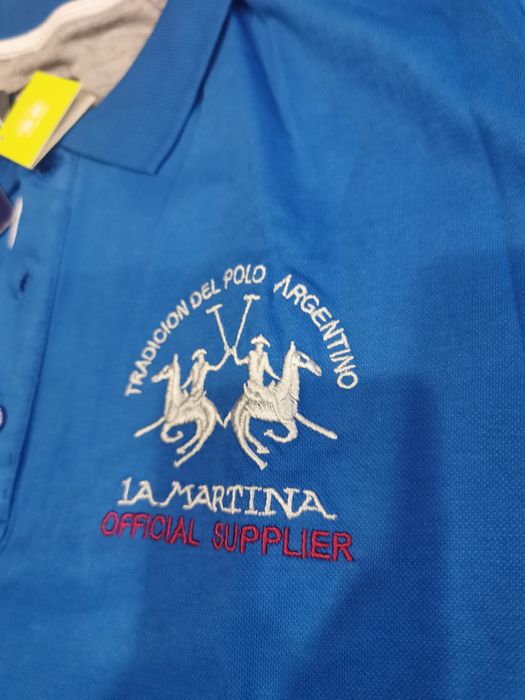 TRADICION DEL POLO ARGENTINO
LA MARTINA
OFFICIAL SUPPLIER